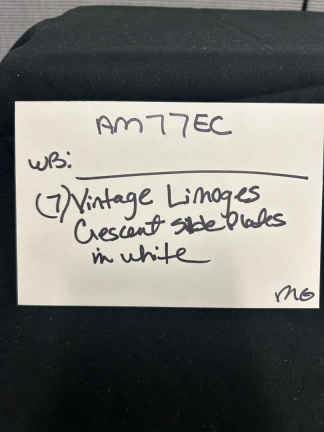 AM77EC
WB:
(7) Vintage Limoges
Crescent Side Plates
in white
MG